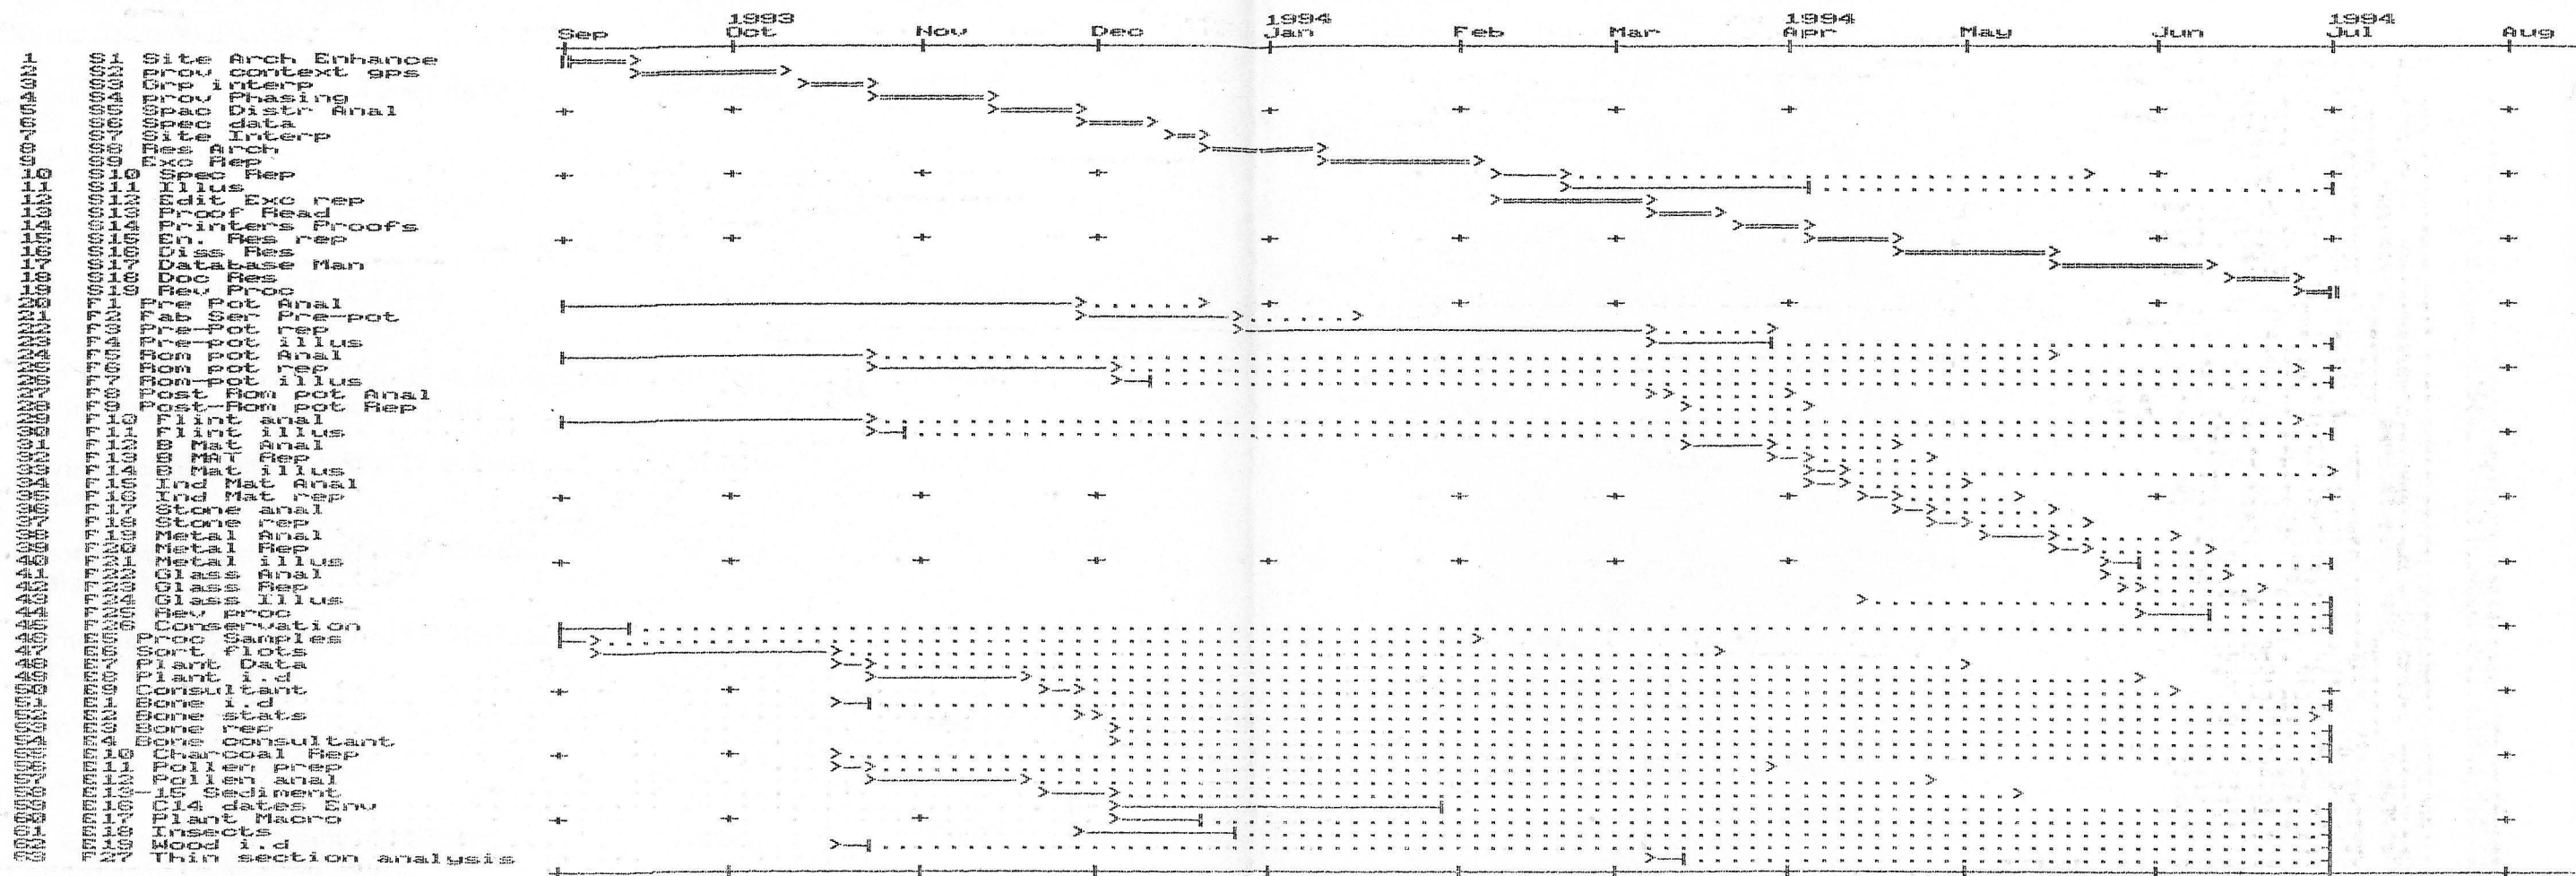 1993 1994 1994 1994
Sep Oct Nov Dec Jan Feb Mar Apr May Jun Jul Aug
1 S1 Site Arch Enhance
2 S2 prov context gps
3 S3 Grp interp
4 S4 prov Phasing
5 S5 Spac Distr Anal
6 S6 Spec data
7 S7 Site Interp
8 S8 Res Arch
9 S9 Exc Rep
10 S10 Spec Rep
11 S11 Illus
12 S12 Edit Exc rep
13 S13 Proof Read
14 S14 Printers Proofs
15 S15 En. Res rep
16 S16 Diss Res
17 S17 Database Man
18 S18 Doc Res
19 S19 Rev Proc
20 F1 Pre Pot Anal
21 F2 Fab Ser Pre-pot
22 F3 Pre-Pot rep
23 F4 Pre-pot illus
24 F5 Rom pot Anal
25 F6 Rom pot rep
26 F7 Rom-pot illus
27 F8 Post Rom pot Anal
28 F9 Post-Rom pot Rep
29 F10 Flint anal
30 F11 Flint illus
31 F12 B Mat Anal
32 F13 B MAT Rep
33 F14 B Mat illus
34 F15 Ind Mat Anal
35 F16 Ind Mat rep
36 F17 Stone anal
37 F18 Stone rep
38 F19 Metal Anal
39 F20 Metal Rep
40 F21 Metal illus
41 F22 Glass Anal
42 F23 Glass Rep
43 F24 Glass Illus
44 F25 Rev proc
45 F26 Conservation
46 E5 Proc Samples
47 E6 Sort flots
48 E7 Plant Data
49 E8 Plant i.d
50 E9 Consultant
51 E1 Bone i.d
52 E2 Bone stats
53 E3 Bone rep
54 E4 Bone consultant
55 E10 Charcoal Rep
56 E11 Pollen prep
57 E12 Pollen anal
58 E13-15 Sediment
59 E16 C14 dates Env
60 E17 Plant Macro
61 E18 Insects
62 E19 Wood i.d
63 F27 Thin section analysis